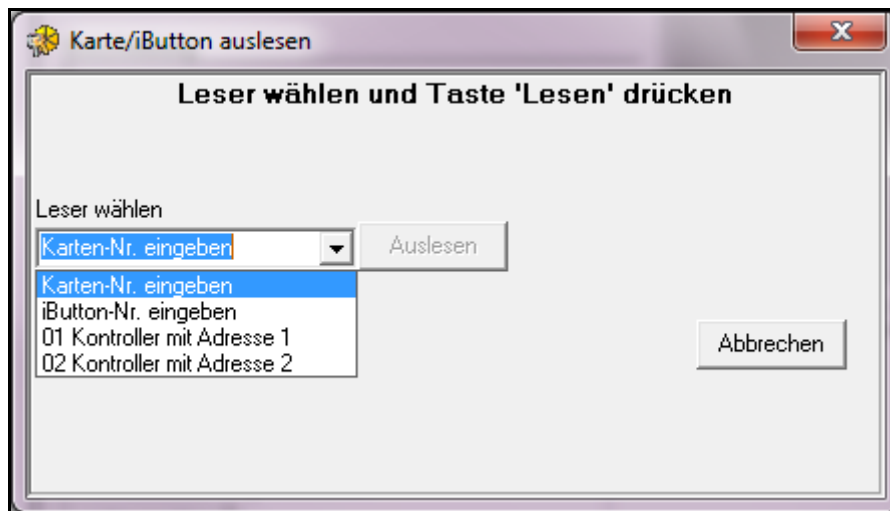 Karte/iButton auslesen
Leser wählen und Taste 'Lesen' drücken
Leser wählen
Karten-Nr. eingeben
Auslesen
Karten-Nr. eingeben
iButton-Nr. eingeben
01 Kontroller mit Adresse 1
02 Kontroller mit Adresse 2
Abbrechen